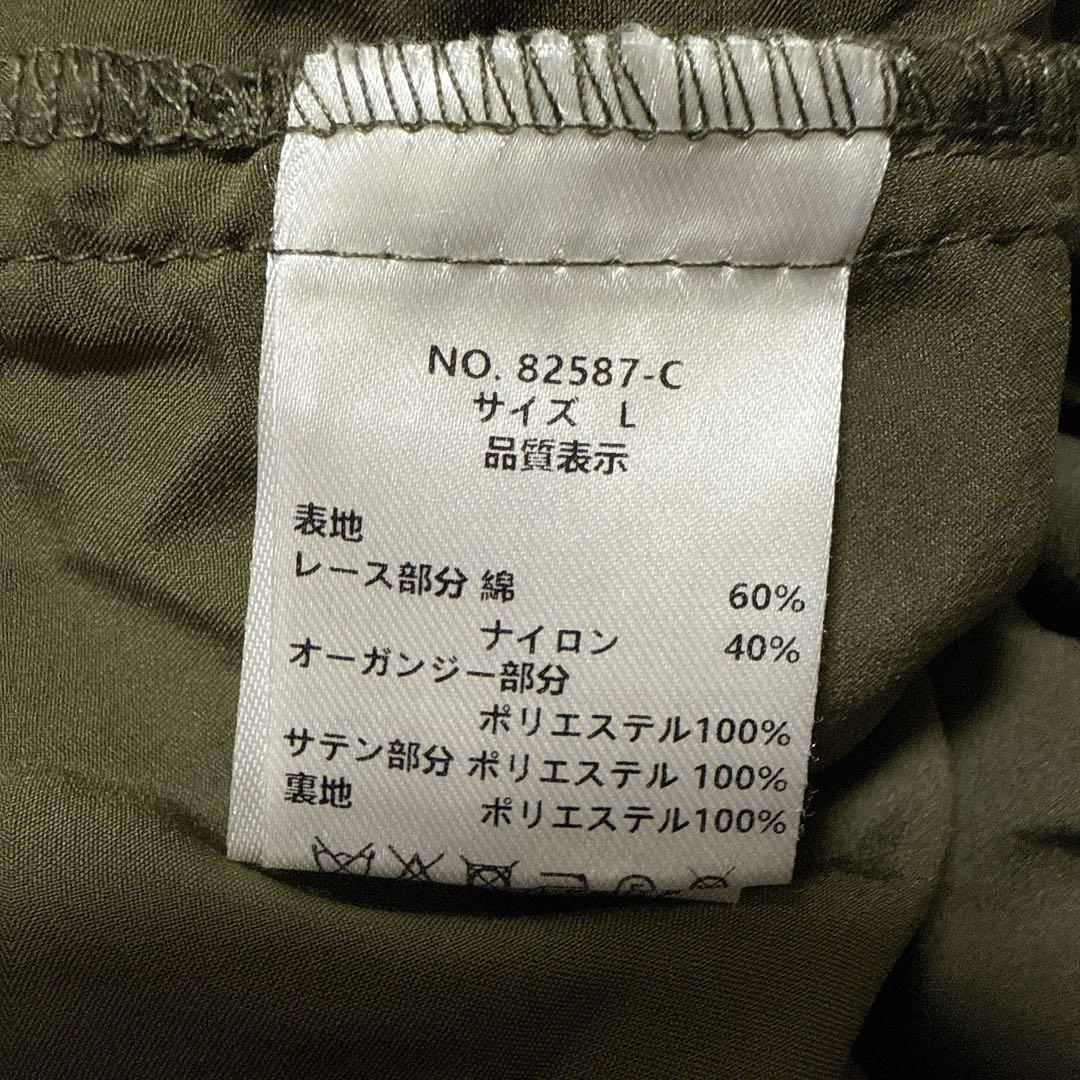 NO. 82587-C
サイズ L
品質表示
表地
レース部分 綿 60%
ナイロン 40%
オーガンジー部分
ポリエステル100%
サテン部分 ポリエステル 100%
裏地 ポリエステル100%